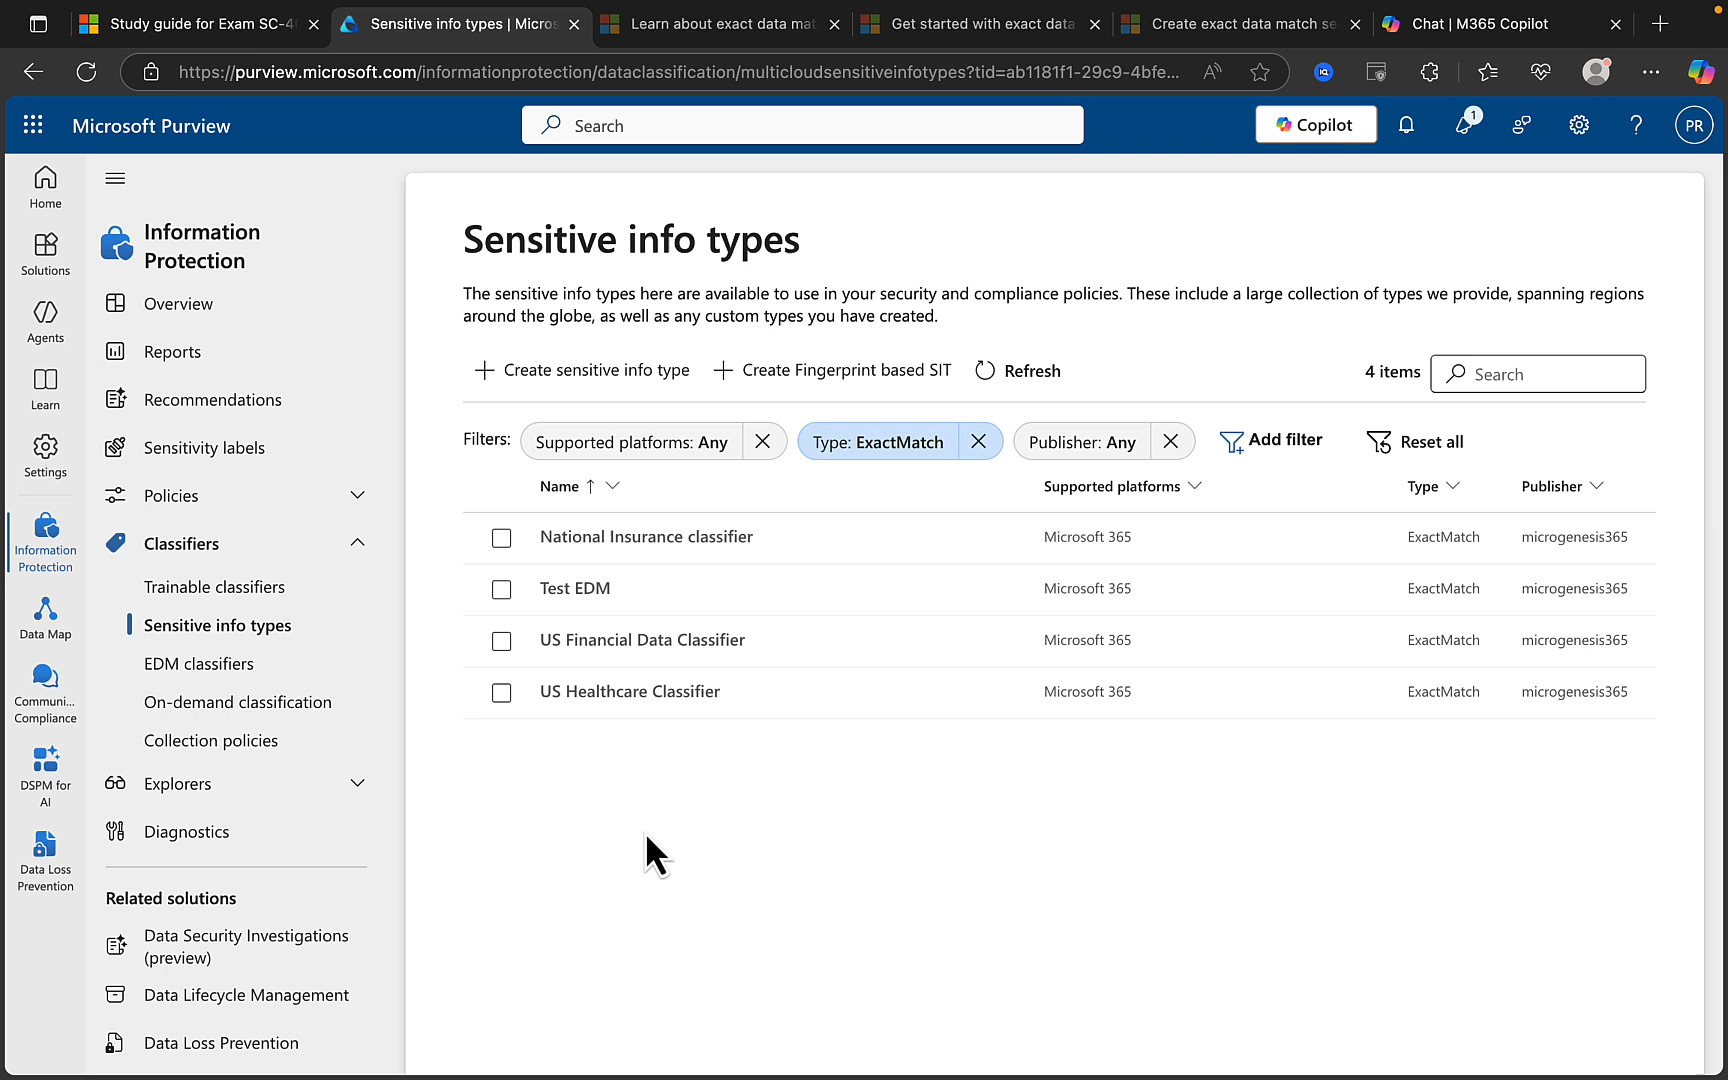 Study guide for Exam SC-4
Sensitive info types | Micros
Learn about exact data mat
Get started with exact data
Create exact data match se
Chat | M365 Copilot
https://purview.microsoft.com/informationprotection/dataclassification/multicloudsensitiveinfotypes?tid=ab1181f1-29c9-4bfe...
Microsoft Purview
Search
Copilot
1
PR
Home
Solutions
Agents
Learn
Settings
Information
Protection
Data Map
Communi...
Compliance
DSPM for
AI
Data Loss
Prevention
Information
Protection
Overview
Reports
Recommendations
Sensitivity labels
Policies
Classifiers
Trainable classifiers
Sensitive info types
EDM classifiers
On-demand classification
Collection policies
Explorers
Diagnostics
Related solutions
Data Security Investigations
(preview)
Data Lifecycle Management
Data Loss Prevention
Sensitive info types
The sensitive info types here are available to use in your security and compliance policies. These include a large collection of types we provide, spanning regions
around the globe, as well as any custom types you have created.
Create sensitive info type
Create Fingerprint based SIT
Refresh
4 items
Search
Filters:
Supported platforms: Any
Type: ExactMatch
Publisher: Any
Add filter
Reset all
Name
Supported platforms
Type
Publisher
National Insurance classifier
Microsoft 365
ExactMatch
microgenesis365
Test EDM
Microsoft 365
ExactMatch
microgenesis365
US Financial Data Classifier
Microsoft 365
ExactMatch
microgenesis365
US Healthcare Classifier
Microsoft 365
ExactMatch
microgenesis365